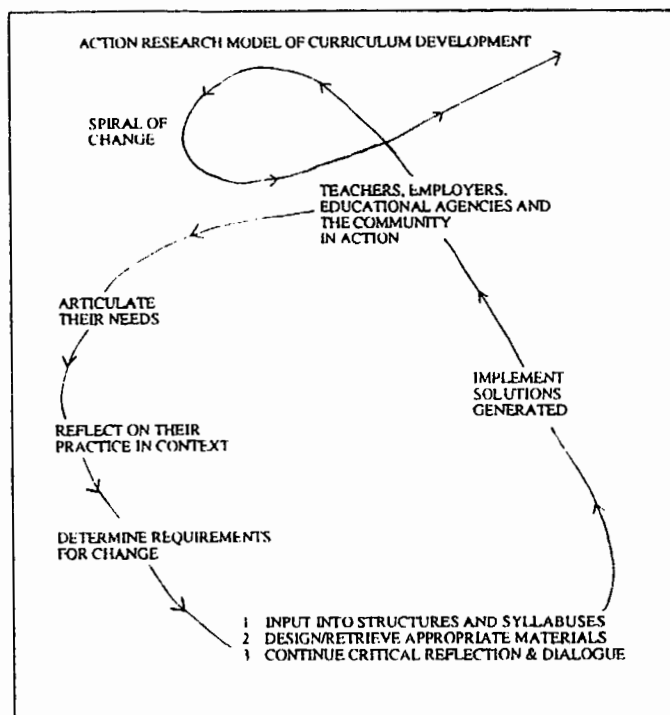 ACTION RESEARCH MODEL OF CURRICULUM DEVELOPMENT
SPIRAL OF
CHANGE
TEACHERS, EMPLOYERS,
EDUCATIONAL AGENCIES AND
THE COMMUNITY
IN ACTION
ARTICULATE
THEIR NEEDS
IMPLEMENT
SOLUTIONS
GENERATED
REFLECT ON THEIR
PRACTICE IN CONTEXT
DETERMINE REQUIREMENTS
FOR CHANGE
1 INPUT INTO STRUCTURES AND SYLLABUSES
2 DESIGN/RETRIEVE APPROPRIATE MATERIALS
3 CONTINUE CRITICAL REFLECTION & DIALOGUE